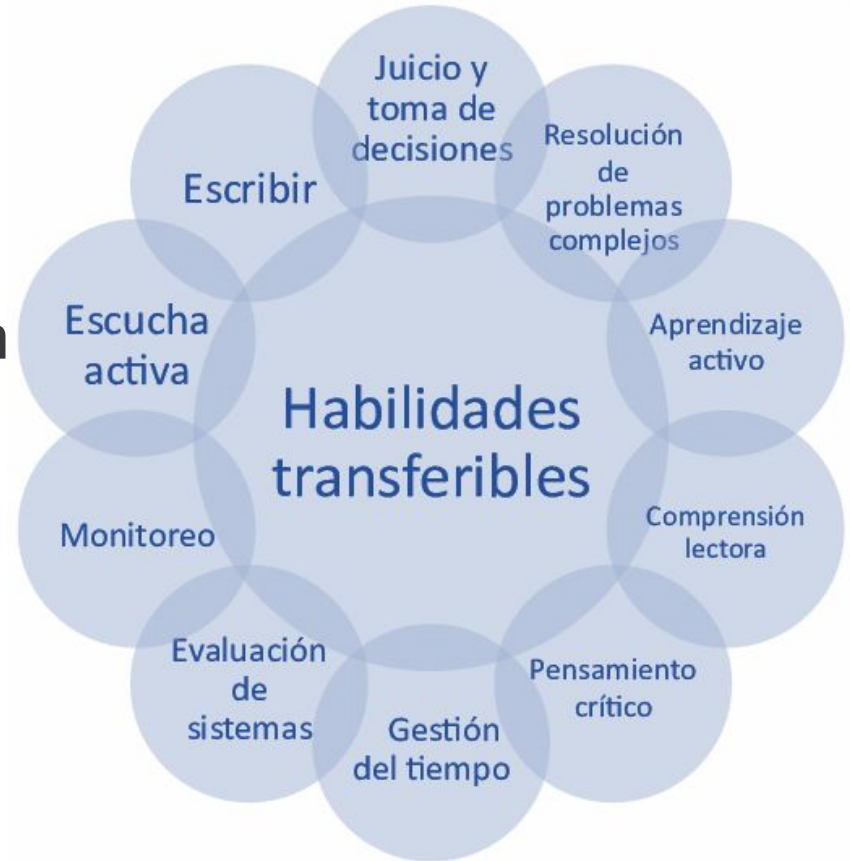 Juicio y
toma de
decisiones
Resolución
de
problemas
complejos
Aprendizaje
activo
Comprensión
lectora
Pensamiento
crítico
Gestión
del tiempo
Evaluación
de
sistemas
Monitoreo
Escucha
activa
Escribir
Habilidades
transferibles